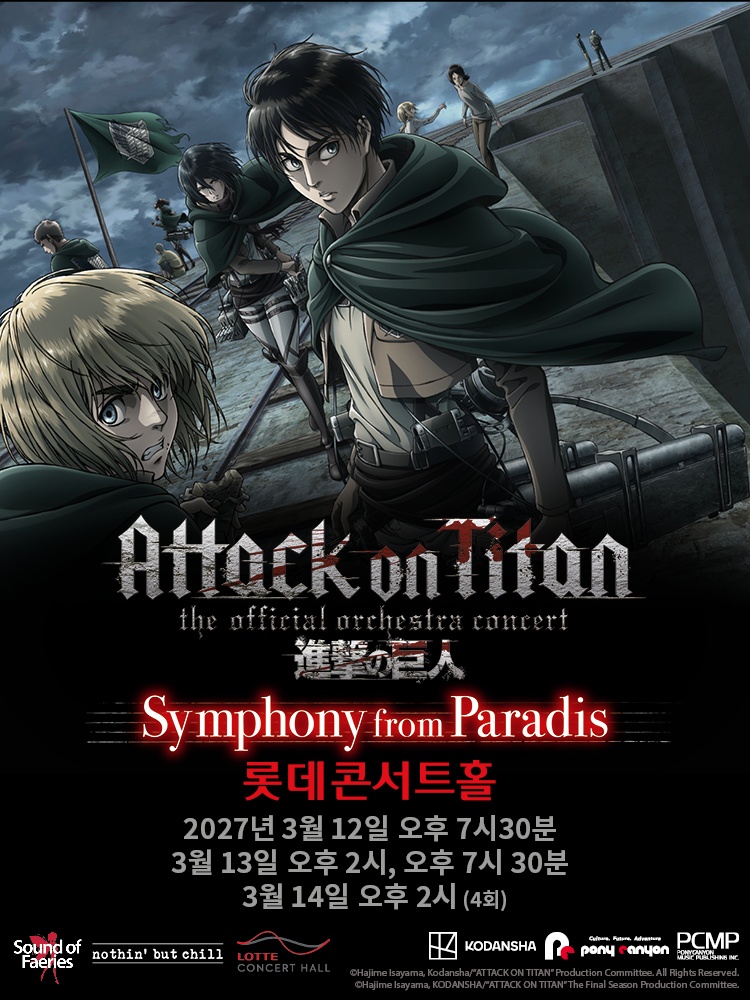 Attack on Titan
the official orchestra concert
進撃の巨人
Symphony from Paradis
롯데콘서트홀
2027년 3월 12일 오후 7시30분
3월 13일 오후 2시, 오후 7시 30분
3월 14일 오후 2시 (4회)
Sound of
Faeries
nothin' but chill
LOTTE
CONCERT HALL
KODANSHA
Culture, Future, Adventure
pony canyon
PCMP
PONYCANYON
MUSIC PUBLISHING INC.
©Hajime Isayama, Kodansha/"ATTACK ON TITAN" Production Committee. All Rights Reserved.
©Hajime Isayama, KODANSHA/"ATTACK ON TITAN" The Final Season Production Committee.